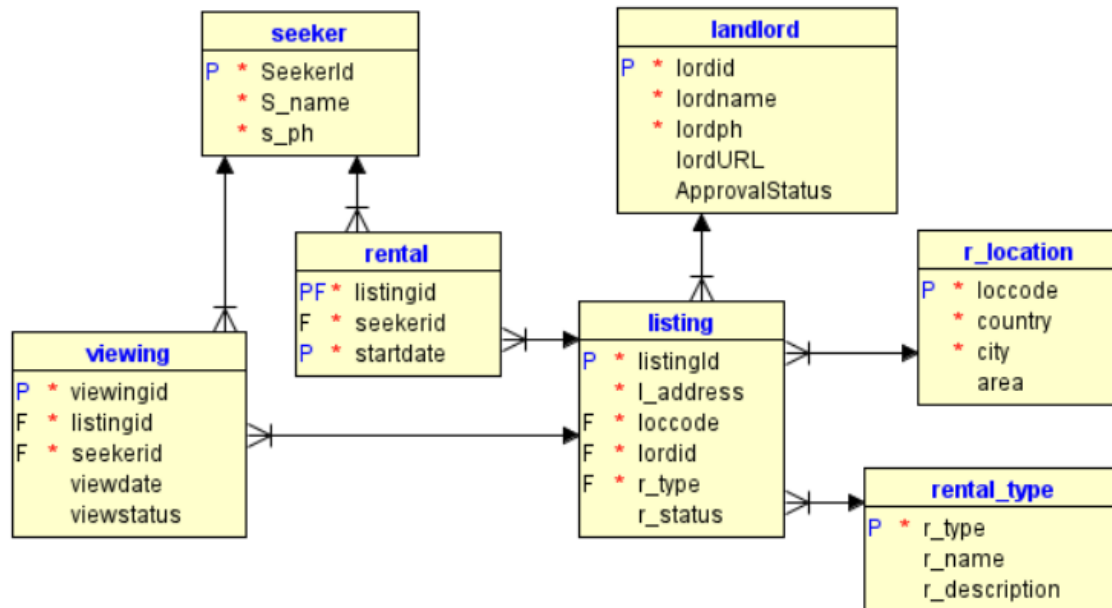 seeker
P * SeekerId
* S_name
* s_ph
landlord
P * lordid
* lordname
* lordph
lordURL
ApprovalStatus
rental
PF * listingid
F * seekerid
P * startdate
r_location
P * loccode
* country
* city
area
viewing
P * viewingid
F * listingid
F * seekerid
viewdate
viewstatus
listing
P * listingId
* l_address
F * loccode
F * lordid
F * r_type
r_status
rental_type
P * r_type
r_name
r_description